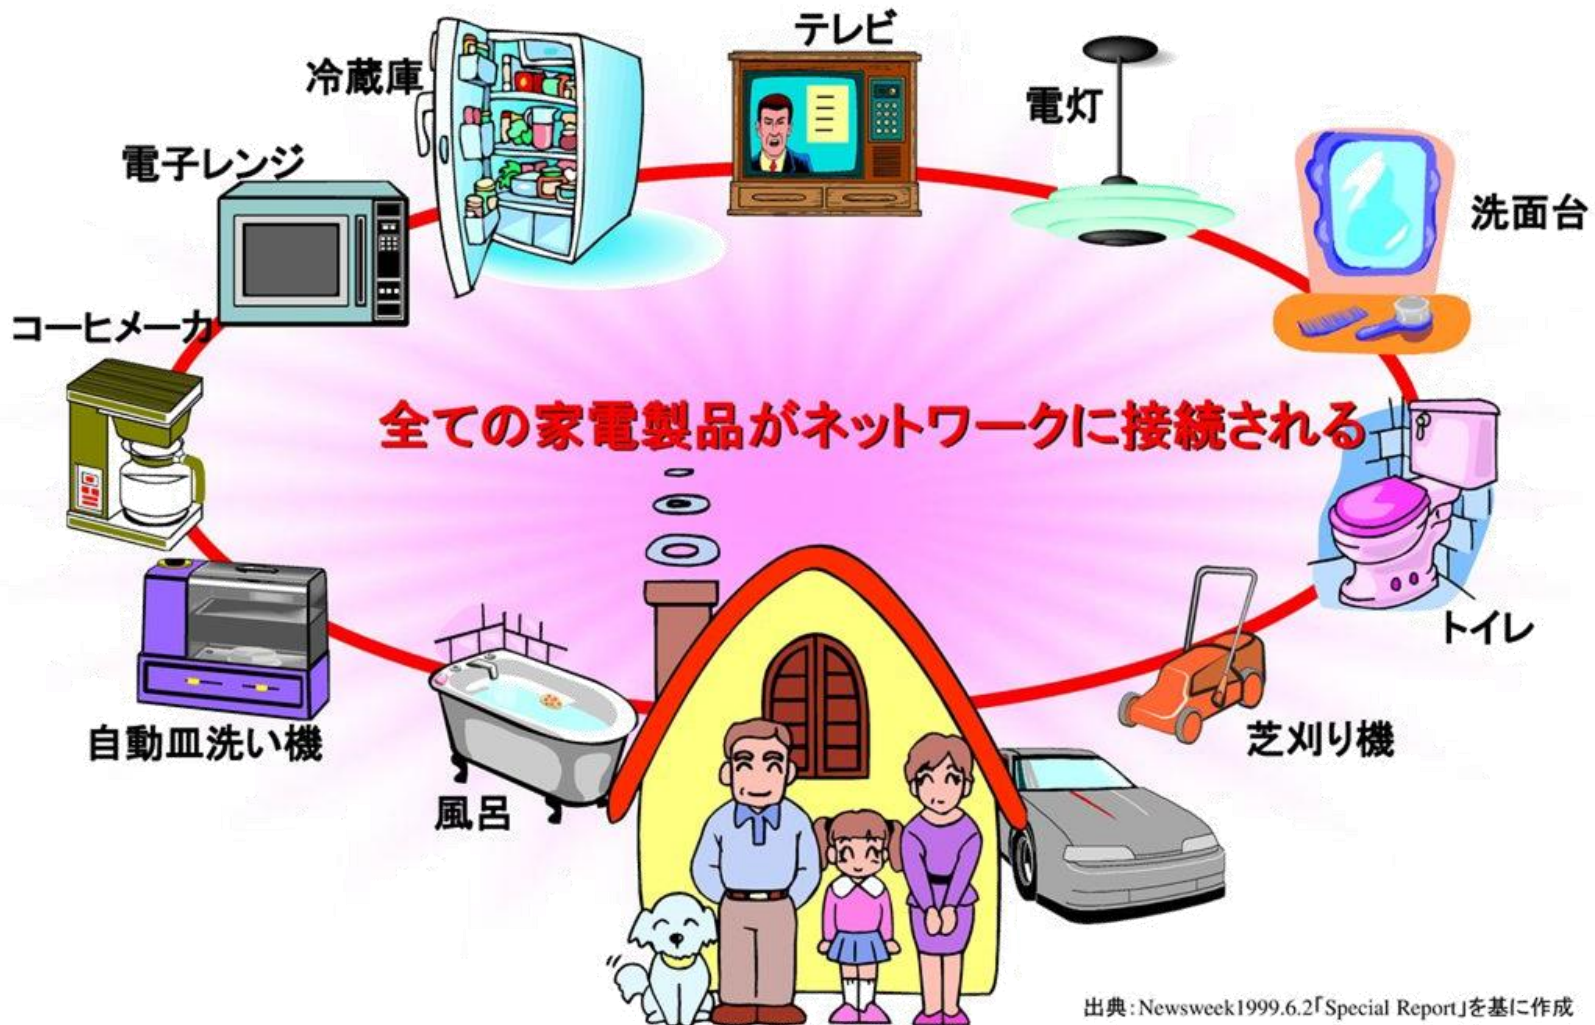 テレビ
冷蔵庫
電灯
電子レンジ
洗面台
コーヒメーカ
全ての家電製品がネットワークに接続される
トイレ
自動皿洗い機
芝刈り機
風呂
出典：Newsweek1999.6.2「Special Report」を基に作成